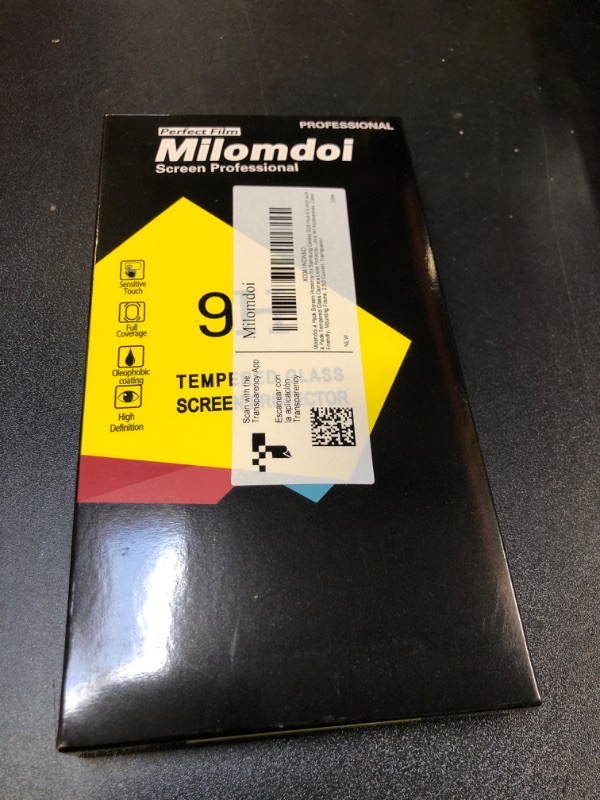 PROFESSIONAL
Perfect Film
Milomdoi
Screen Professional
Sensitive
Touch
Full
Coverage
Oleophobic
coating
High
Definition
9
TEMPERED GLASS
SCREEN PROTECTOR
Milomdoi
NEW
Scan with the
Transparency App
Escanear con
la aplicación
Transparency